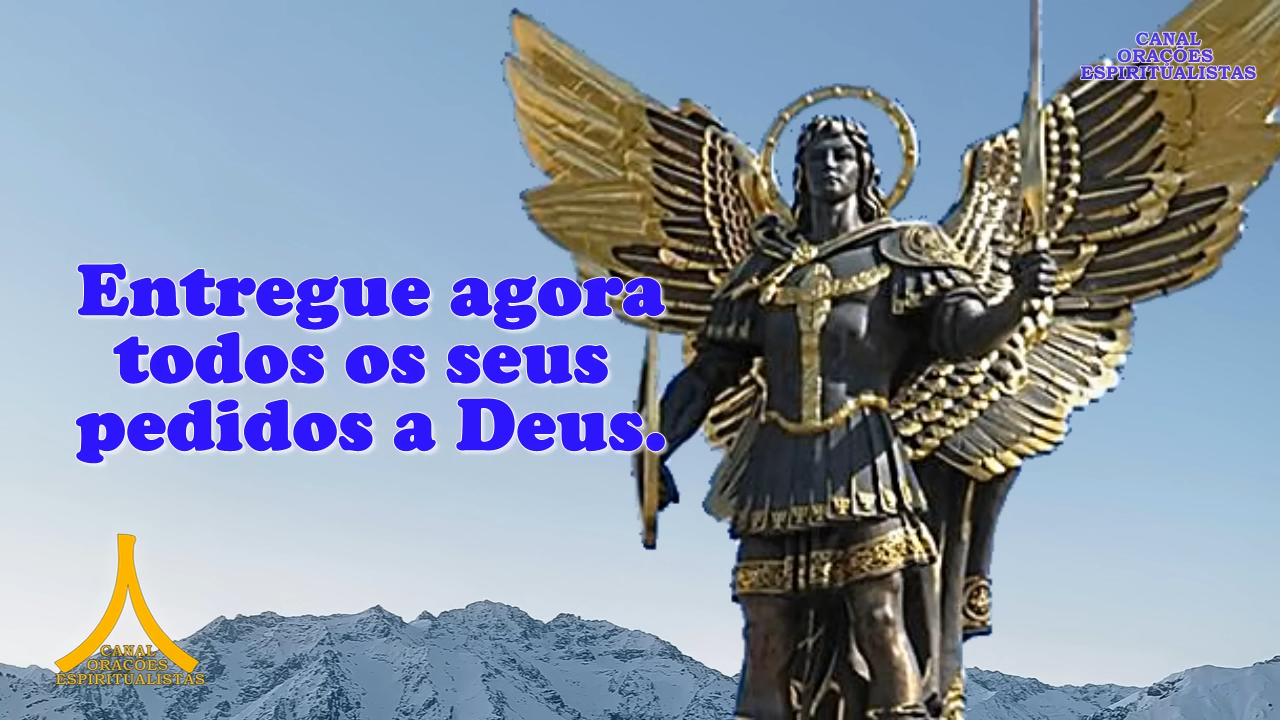 CANAL
ORAÇÕES
ESPIRITUALISTAS
Entregue agora
todos os seus
pedidos a Deus.
CANAL
ORAÇÕES
ESPIRITUALISTAS